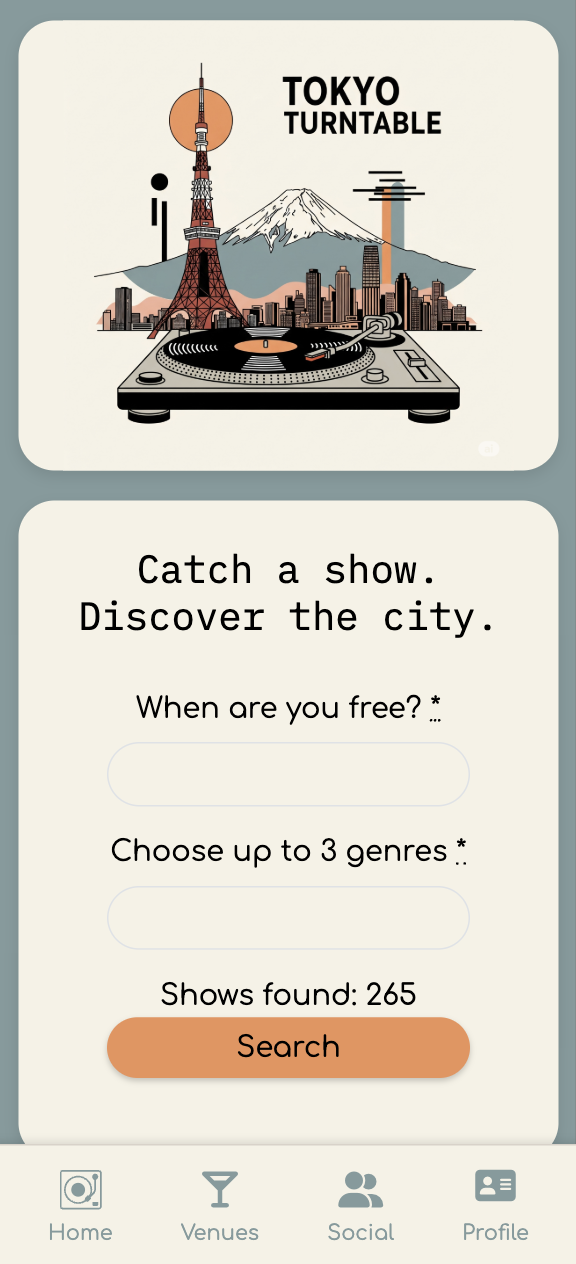 TOKYO
TURNTABLE
Catch a show.
Discover the city.
When are you free? *
Choose up to 3 genres *
Shows found: 265
Search
Home Venues Social Profile